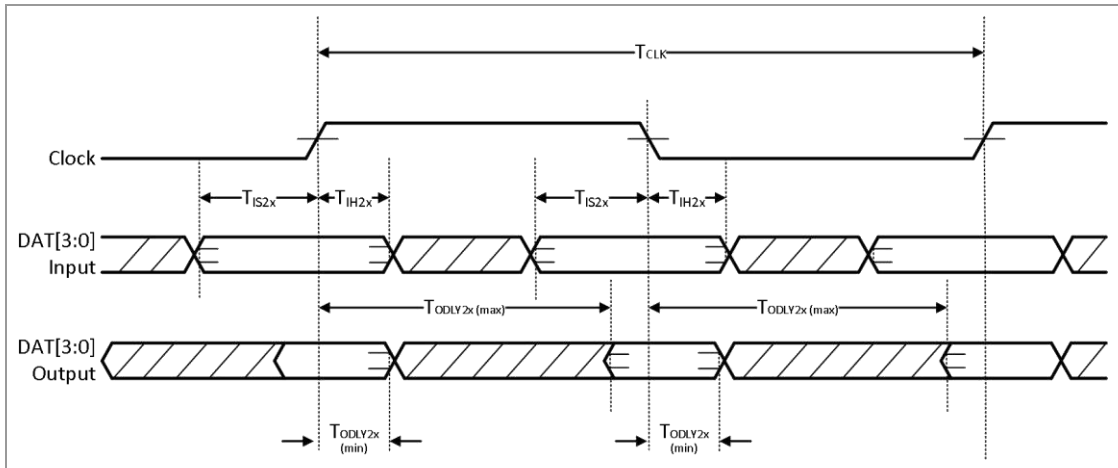 TCLK
Clock
TIS2x TIH2x TIS2x TIH2x
DAT[3:0]
Input
TODLY2x (max) TODLY2x (max)
DAT[3:0]
Output
TODLY2x TODLY2x
(min) (min)